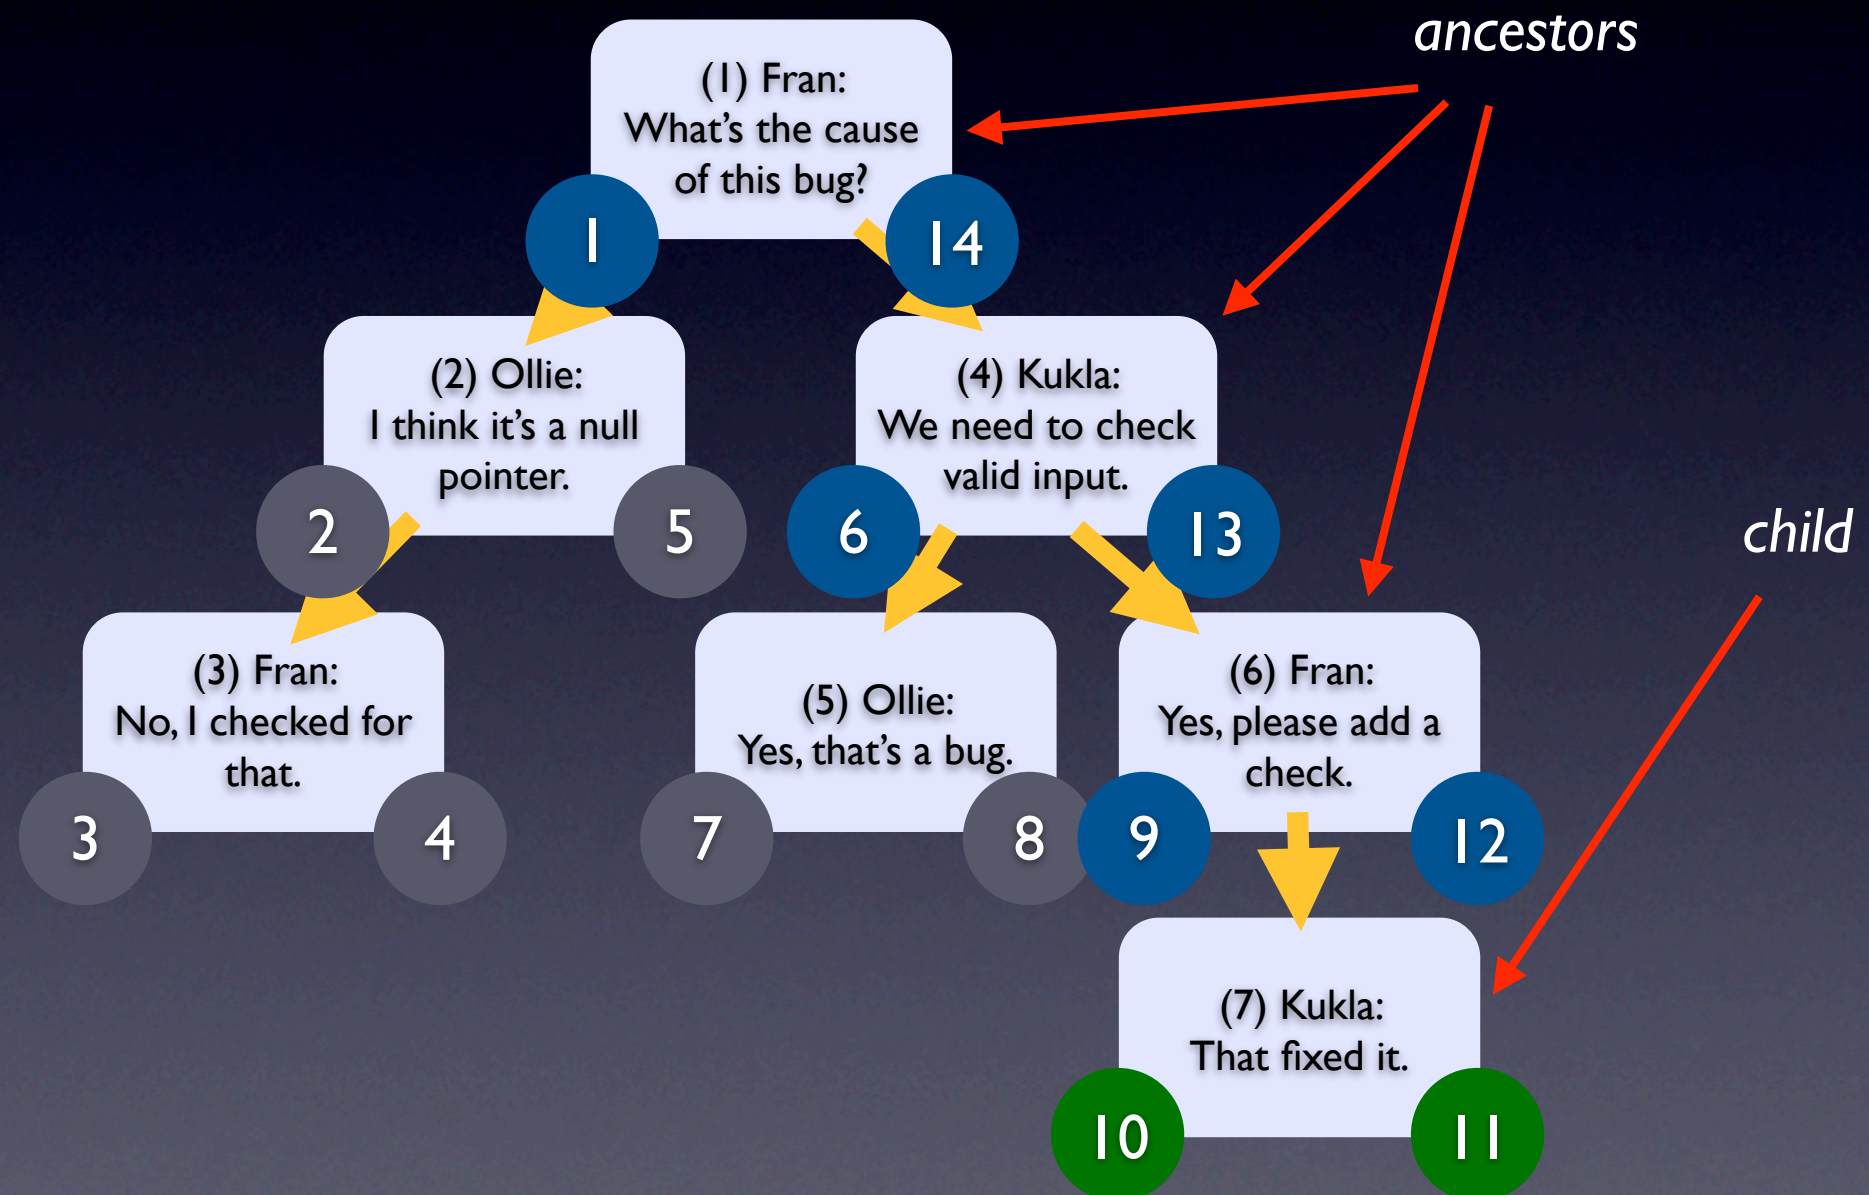 ancestors
(1) Fran:
What's the cause
of this bug?
1
14
(2) Ollie:
I think it's a null
pointer.
2
5
(4) Kukla:
We need to check
valid input.
6
13
child
(3) Fran:
No, I checked for
that.
3
4
(5) Ollie:
Yes, that's a bug.
7
8
(6) Fran:
Yes, please add a
check.
9
12
(7) Kukla:
That fixed it.
10
11